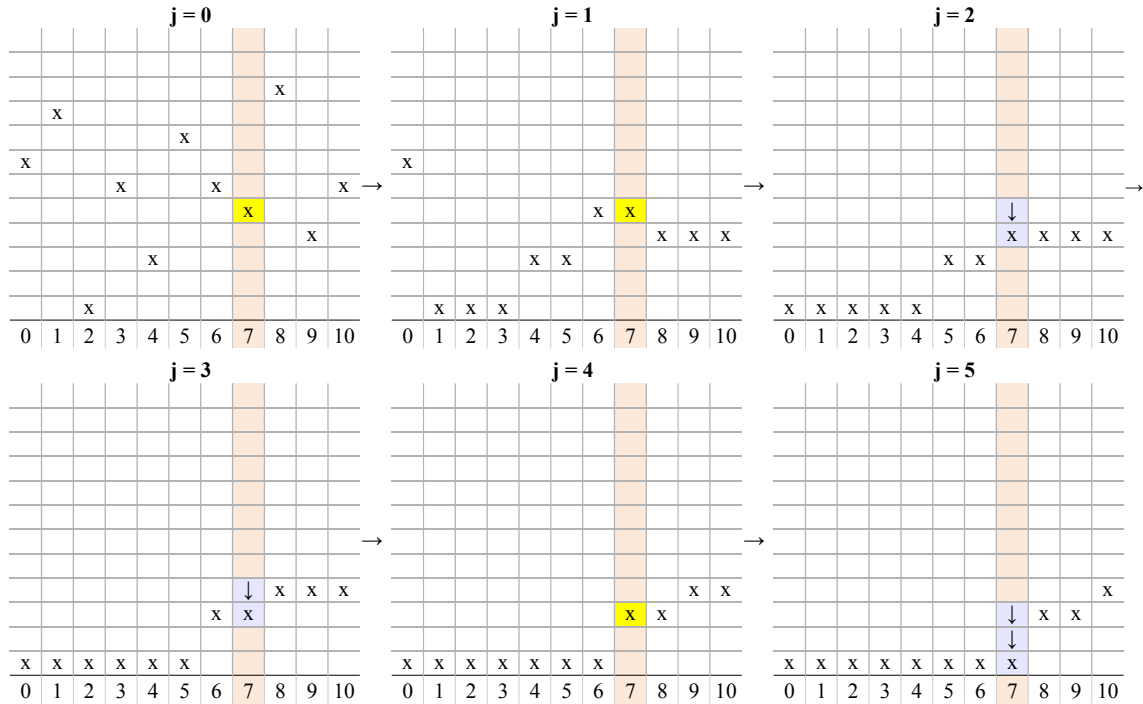 j = 0
x
x
x
x
x x x →
x
x
x
x
0 1 2 3 4 5 6 7 8 9 10
j = 1
x
→
x x
x x x
x x
x x x
0 1 2 3 4 5 6 7 8 9 10
j = 2
→
↓
x x x x
x x
x x x x x
0 1 2 3 4 5 6 7 8 9 10
j = 3
→
↓ x x x
x x
x x x x x x
0 1 2 3 4 5 6 7 8 9 10
j = 4
→
x x
x x
x x x x x x x
0 1 2 3 4 5 6 7 8 9 10
j = 5
x
↓ x x
↓
x x x x x x x x
0 1 2 3 4 5 6 7 8 9 10